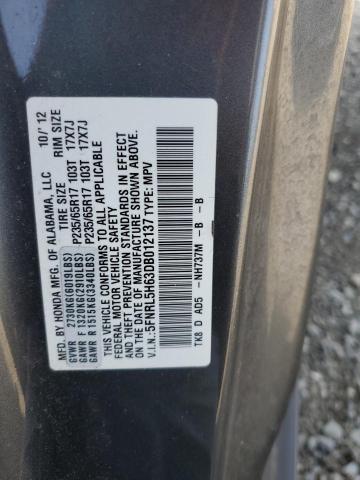 MFD. BY HONDA MFG. OF ALABAMA, LLC 10/'12
TIRE SIZE RIM SIZE
GVWR 2730KG(6019LBS)
GAWR F 1320KG(2910LBS) P235/65R17 103T 17X7J
GAWR R 1515KG(3340LBS) P235/65R17 103T 17X7J
THIS VEHICLE CONFORMS TO ALL APPLICABLE
FEDERAL MOTOR VEHICLE SAFETY
BUMPER, AND THEFT PREVENTION STANDARDS IN EFFECT
ON THE DATE OF MANUFACTURE SHOWN ABOVE.
V.I.N.:5FNRL5H63DB012137 MPV
TK8 D AD5 -NH737M -B -B